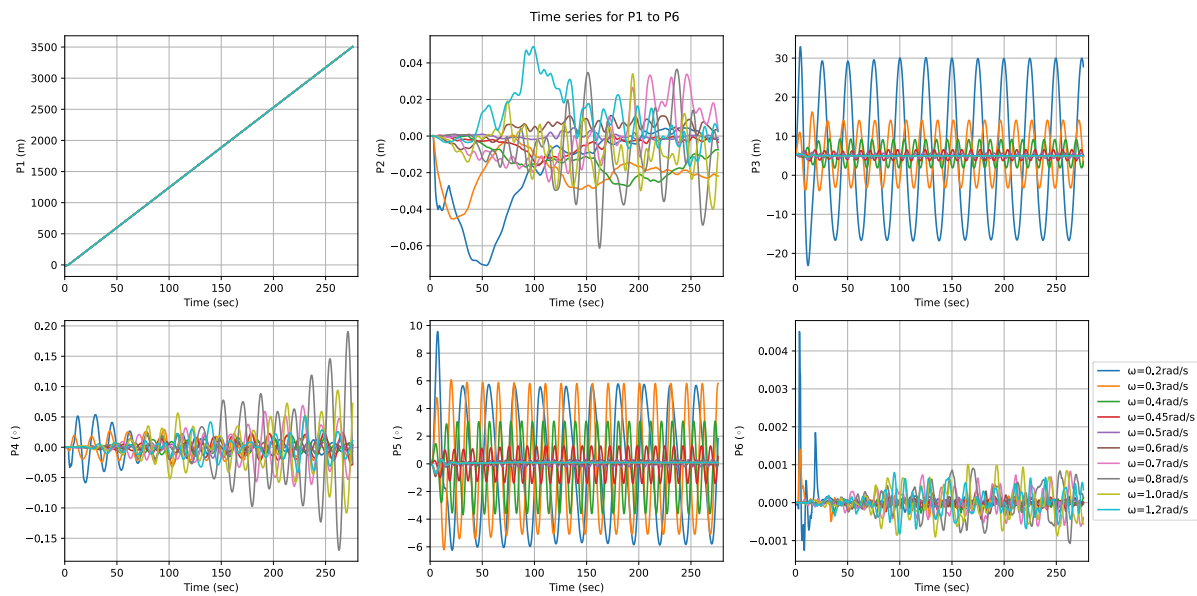 Time series for P1 to P6
P1 (m)
3500
3000
2500
2000
1500
1000
500
0
0 50 100 150 200 250
Time (sec)
P2 (m)
0.04
0.02
0.00
−0.02
−0.04
−0.06
0 50 100 150 200 250
Time (sec)
P3 (m)
30
20
10
0
−10
−20
0 50 100 150 200 250
Time (sec)
P4 (○)
0.20
0.15
0.10
0.05
0.00
−0.05
−0.10
−0.15
0 50 100 150 200 250
Time (sec)
P5 (○)
10
8
6
4
2
0
−2
−4
−6
0 50 100 150 200 250
Time (sec)
P6 (○)
0.004
0.003
0.002
0.001
0.000
−0.001
0 50 100 150 200 250
Time (sec)
ω=0.2rad/s
ω=0.3rad/s
ω=0.4rad/s
ω=0.45rad/s
ω=0.5rad/s
ω=0.6rad/s
ω=0.7rad/s
ω=0.8rad/s
ω=1.0rad/s
ω=1.2rad/s